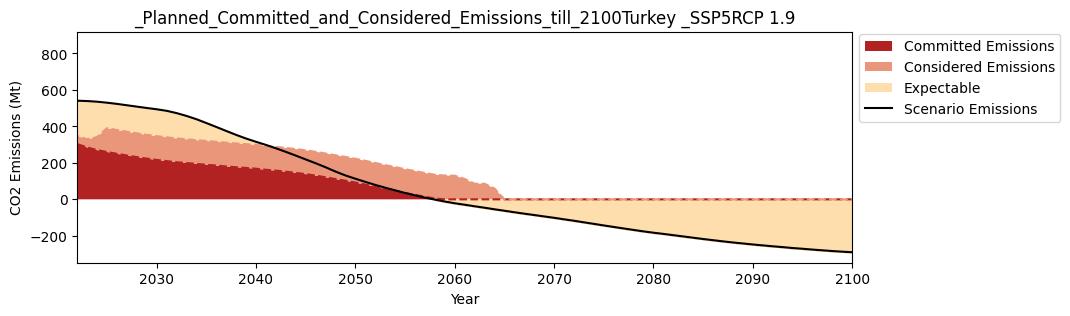 _Planned_Committed_and_Considered_Emissions_till_2100Turkey _SSP5RCP 1.9
Committed Emissions
Considered Emissions
Expectable
Scenario Emissions
CO2 Emissions (Mt)
800
600
400
200
0
−200
2030 2040 2050 2060 2070 2080 2090 2100
Year